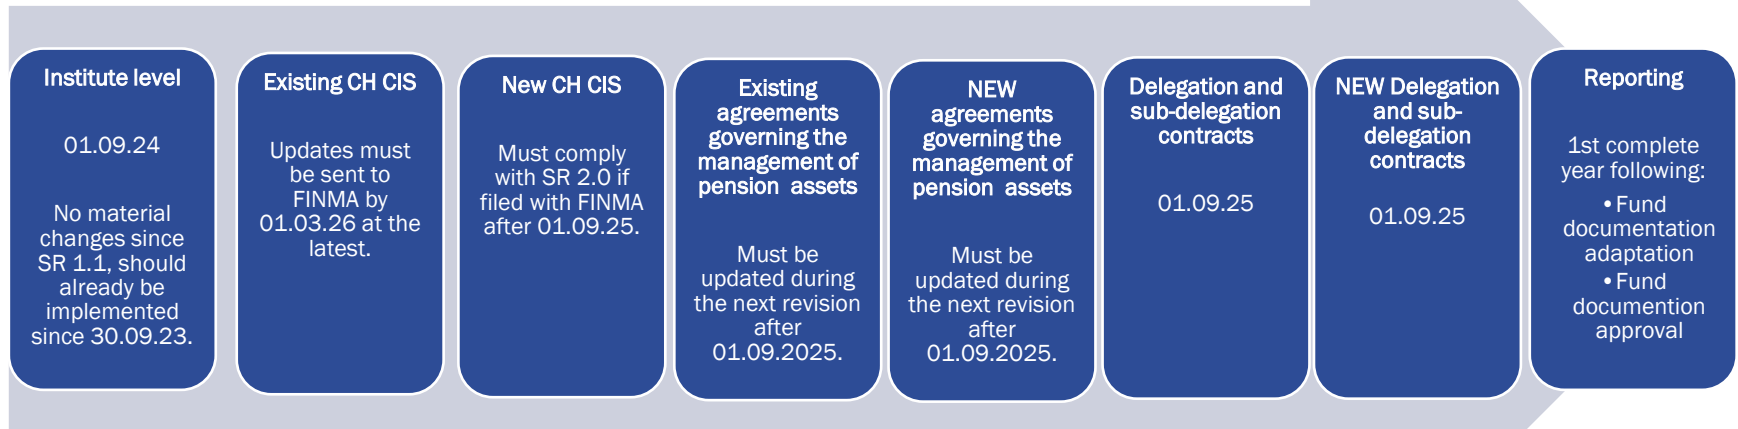 Institute level
01.09.24
No material
changes since
SR 1.1, should
already be
implemented
since 30.09.23.
Existing CH CIS
Updates must
be sent to
FINMA by
01.03.26 at the
latest.
New CH CIS
Must comply
with SR 2.0 if
filed with FINMA
after 01.09.25.
Existing
agreements
governing the
management of
pension assets
Must be
updated during
the next revision
after
01.09.2025.
NEW
agreements
governing the
management of
pension assets
Must be
updated during
the next revision
after
01.09.2025.
Delegation and
sub-delegation
contracts
01.09.25
NEW Delegation
and sub-
delegation
contracts
01.09.25
Reporting
1st complete
year following:
• Fund
documentation
adaptation
• Fund
documention
approval